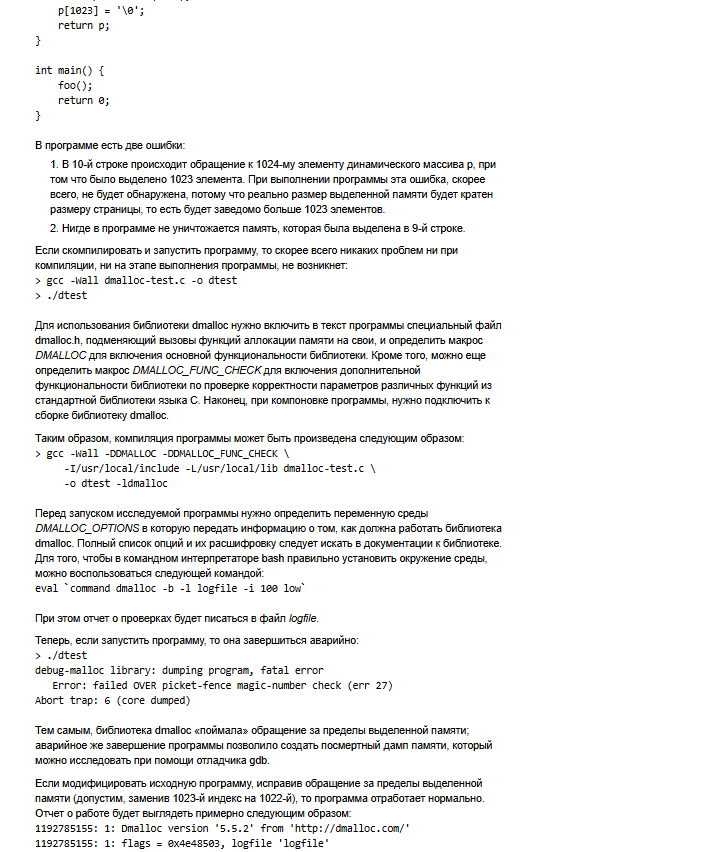 p[1023] = '\0';
return p;
}
int main() {
foo();
return 0;
}
В программе есть две ошибки:
1. В 10-й строке происходит обращение к 1024-му элементу динамического массива p, при
том что было выделено 1023 элемента. При выполнении программы эта ошибка, скорее
всего, не будет обнаружена, потому что реально размер выделенной памяти будет кратен
размеру страницы, то есть будет заведомо больше 1023 элементов.
2. Нигде в программе не уничтожается память, которая была выделена в 9-й строке.
Если скомпилировать и запустить программу, то скорее всего никаких проблем ни при
компиляции, ни на этапе выполнения программы, не возникнет:
> gcc -Wall dmalloc-test.c -o dtest
> ./dtest
Для использования библиотеки dmalloc нужно включить в текст программы специальный файл
dmalloc.h, подменяющий вызовы функций аллокации памяти на свои, и определить макрос
DMALLOC для включения основной функциональности библиотеки. Кроме того, можно еще
определить макрос DMALLOC_FUNC_CHECK для включения дополнительной
функциональности библиотеки по проверке корректности параметров различных функций из
стандартной библиотеки языка C. Наконец, при компоновке программы, нужно подключить к
сборке библиотеку dmalloc.
Таким образом, компиляция программы может быть произведена следующим образом:
> gcc -Wall -DDMALLOC -DDMALLOC_FUNC_CHECK \
-I/usr/local/include -L/usr/local/lib dmalloc-test.c \
-o dtest -ldmalloc
Перед запуском исследуемой программы нужно определить переменную среды
DMALLOC_OPTIONS в которую передать информацию о том, как должна работать библиотека
dmalloc. Полный список опций и их расшифровку следует искать в документации к библиотеке.
Для того, чтобы в командном интерпретаторе bash правильно установить окружение среды,
можно воспользоваться следующей командой:
eval `command dmalloc -b -l logfile -i 100 low`
При этом отчет о проверках будет писаться в файл logfile.
Теперь, если запустить программу, то она завершиться аварийно:
> ./dtest
debug-malloc library: dumping program, fatal error
Error: failed OVER picket-fence magic-number check (err 27)
Abort trap: 6 (core dumped)
Тем самым, библиотека dmalloc «поймала» обращение за пределы выделенной памяти;
аварийное же завершение программы позволило создать посмертный дамп памяти, который
можно исследовать при помощи отладчика gdb.
Если модифицировать исходную программу, исправив обращение за пределы выделенной
памяти (допустим, заменив 1023-й индекс на 1022-й), то программа отработает нормально.
Отчет о работе будет выглядеть примерно следующим образом:
1192785155: 1: Dmalloc version '5.5.2' from 'http://dmalloc.com/'
1192785155: 1: flags = 0x4e48503, logfile 'logfile'